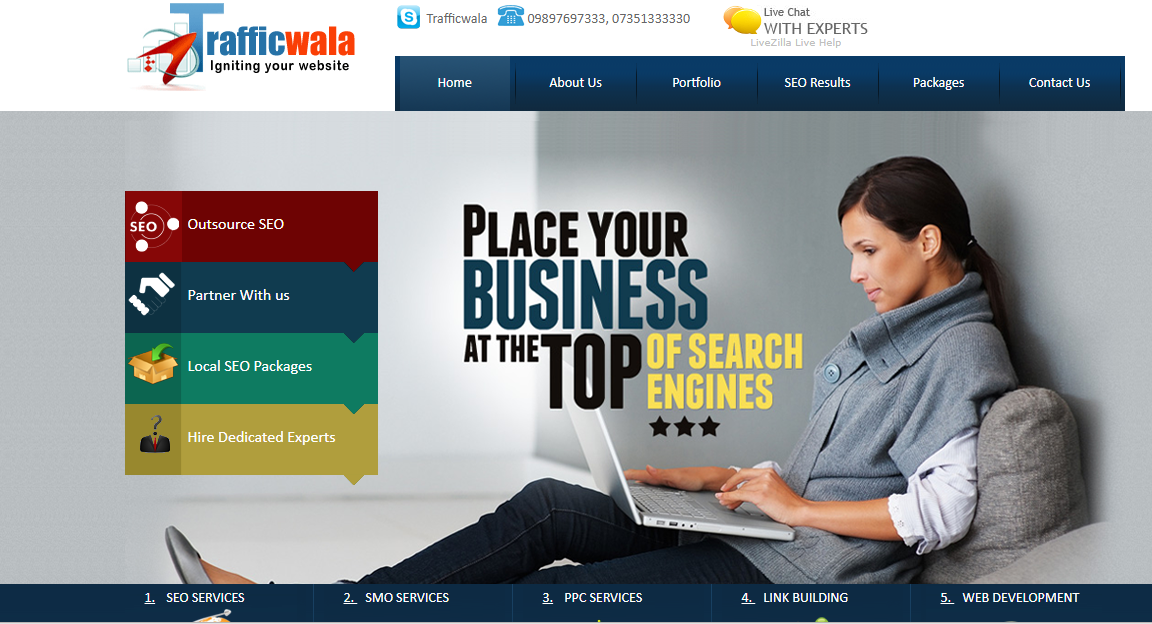 Trafficwala
Igniting your website
Trafficwala
09897697333, 07351333330
Live Chat
WITH EXPERTS
LiveZilla Live Help
Home
About Us
Portfolio
SEO Results
Packages
Contact Us
SEO
Outsource SEO
Partner With us
Local SEO Packages
Hire Dedicated Experts
PLACE YOUR
BUSINESS
AT THE TOP OF SEARCH
ENGINES
1. SEO SERVICES
2. SMO SERVICES
3. PPC SERVICES
4. LINK BUILDING
5. WEB DEVELOPMENT